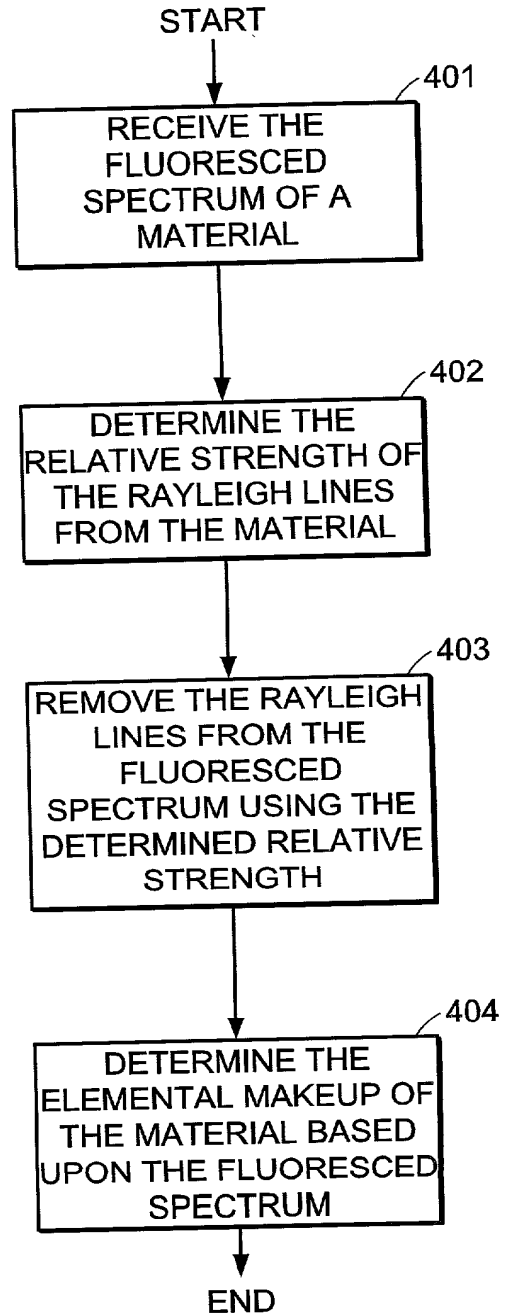 START
401
RECEIVE THE
FLUORESCED
SPECTRUM OF A
MATERIAL
402
DETERMINE THE
RELATIVE STRENGTH OF
THE RAYLEIGH LINES
FROM THE MATERIAL
403
REMOVE THE RAYLEIGH
LINES FROM THE
FLUORESCED
SPECTRUM USING THE
DETERMINED RELATIVE
STRENGTH
404
DETERMINE THE
ELEMENTAL MAKEUP OF
THE MATERIAL BASED
UPON THE FLUORESCED
SPECTRUM
END